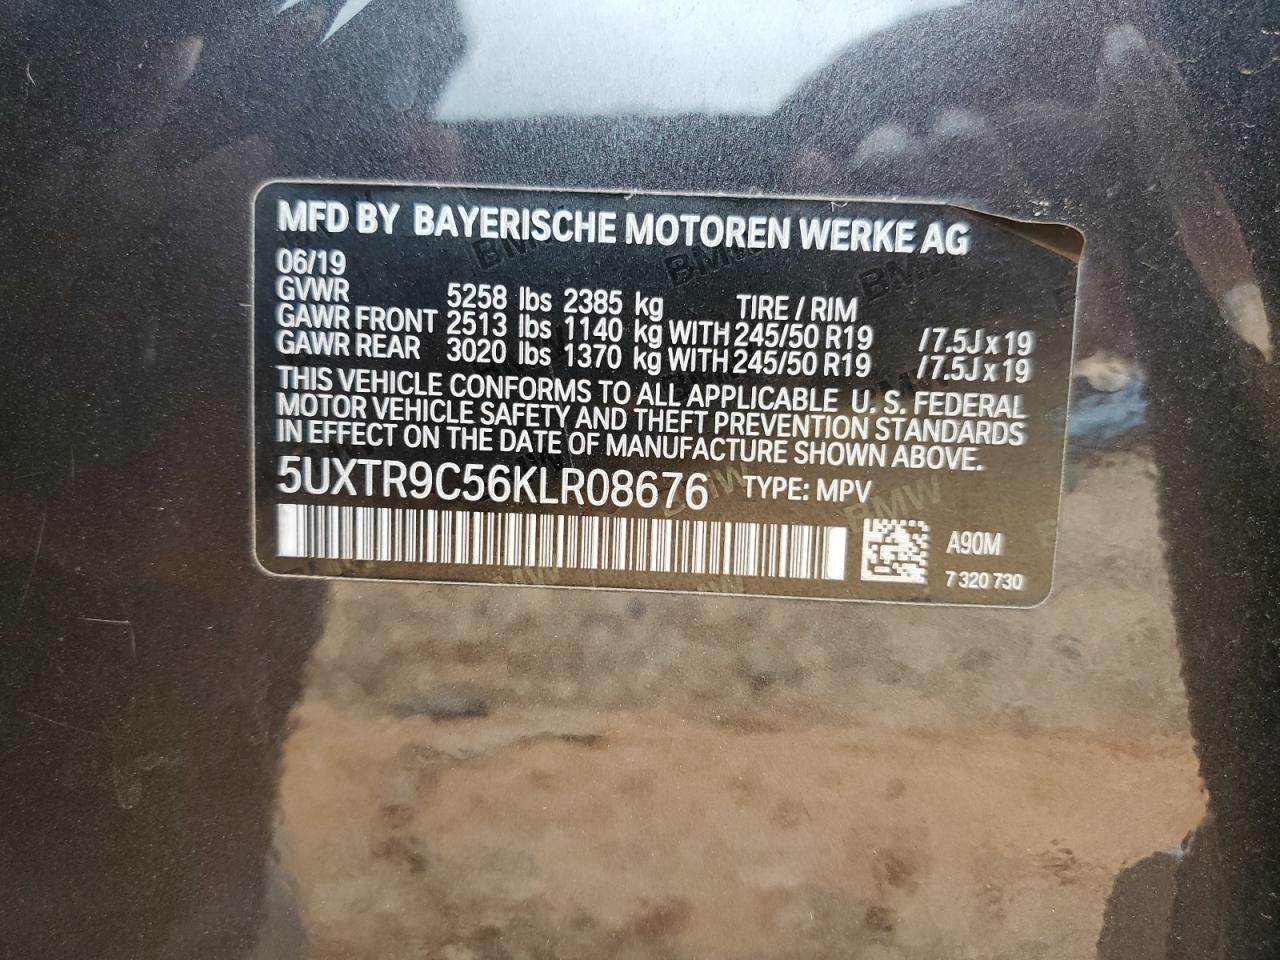 MFD BY BAYERISCHE MOTOREN WERKE AG
06/19
GVWR 5258 lbs 2385 kg TIRE / RIM
GAWR FRONT 2513 lbs 1140 kg WITH 245/50 R19 / 7.5J x 19
GAWR REAR 3020 lbs 1370 kg WITH 245/50 R19 / 7.5J x 19
THIS VEHICLE CONFORMS TO ALL APPLICABLE U. S. FEDERAL
MOTOR VEHICLE SAFETY AND THEFT PREVENTION STANDARDS
IN EFFECT ON THE DATE OF MANUFACTURE SHOWN ABOVE.
5UXTR9C56KLR08676 TYPE: MPV
A90M
7 320 730